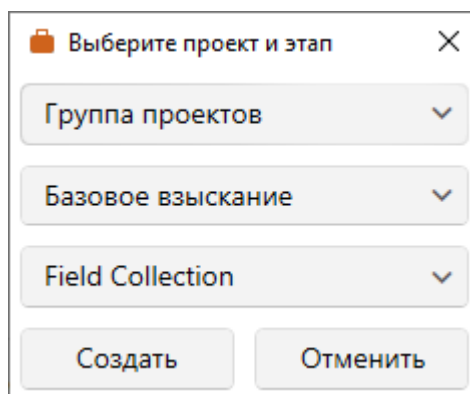 Выберите проект и этап
Группа проектов
Базовое взыскание
Field Collection
Создать
Отменить